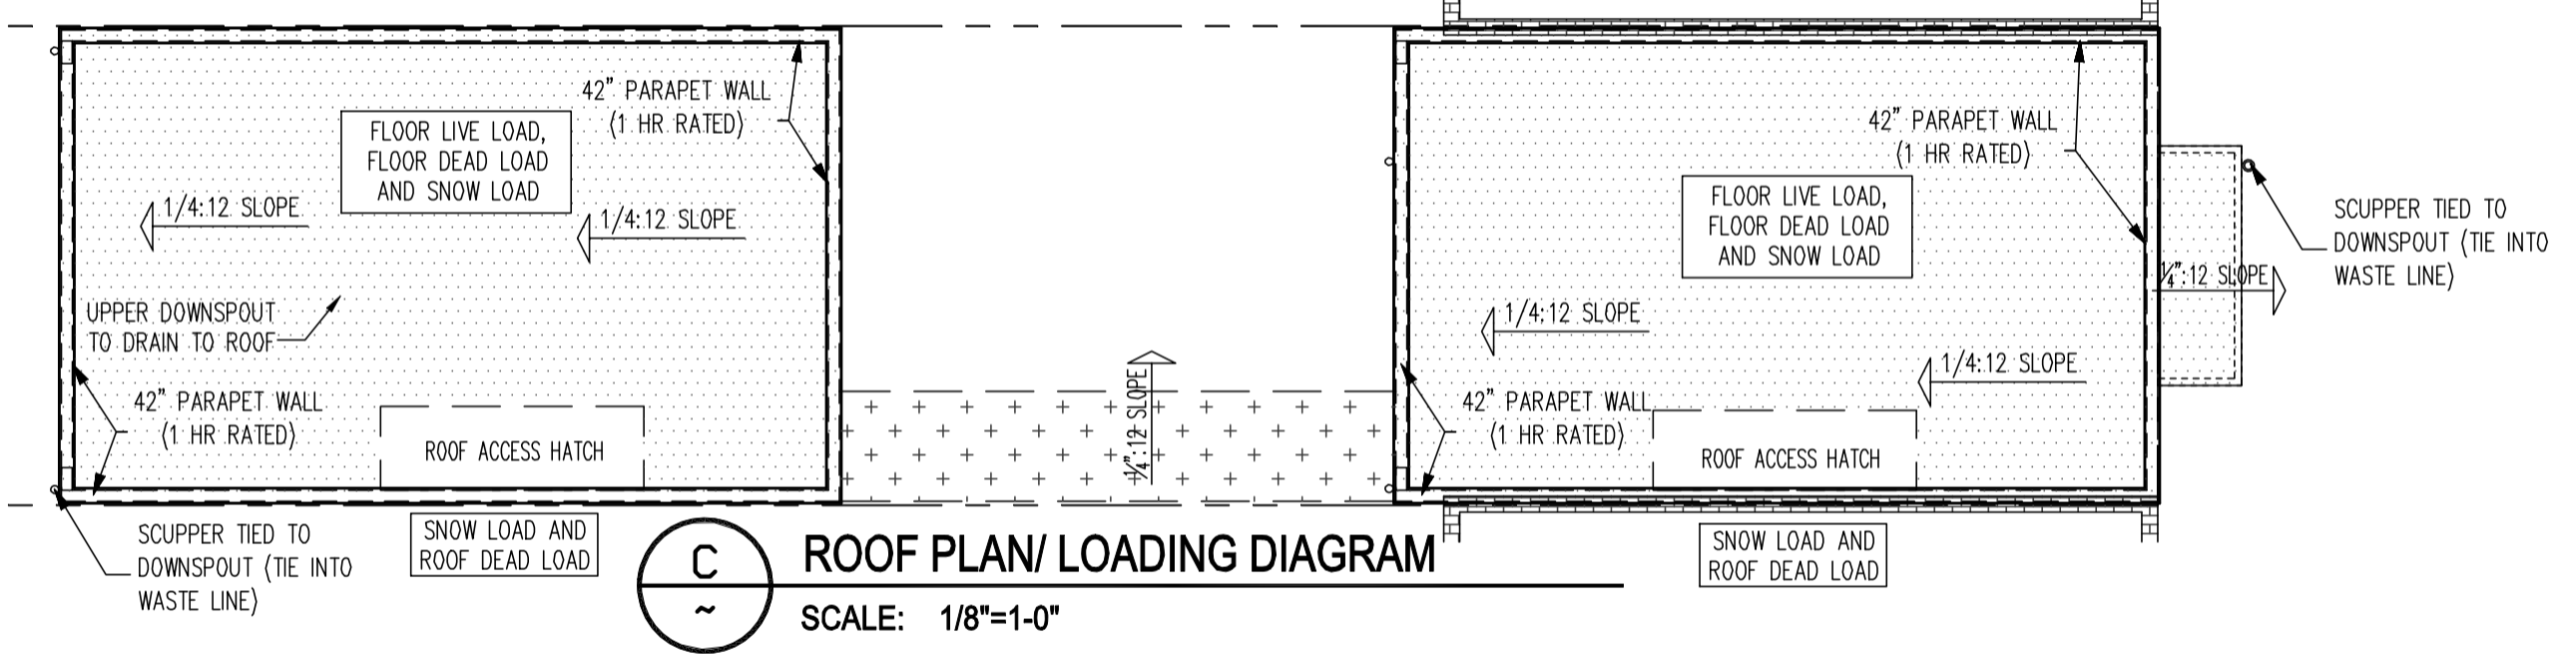 42" PARAPET WALL
(1 HR RATED)
FLOOR LIVE LOAD,
FLOOR DEAD LOAD
AND SNOW LOAD
1/4:12 SLOPE
1/4:12 SLOPE
UPPER DOWNSPOUT
TO DRAIN TO ROOF
42" PARAPET WALL
(1 HR RATED)
ROOF ACCESS HATCH
SCUPPER TIED TO
DOWNSPOUT (TIE INTO
WASTE LINE)
SNOW LOAD AND
ROOF DEAD LOAD
¼":12 SLOPE
42" PARAPET WALL
(1 HR RATED)
FLOOR LIVE LOAD,
FLOOR DEAD LOAD
AND SNOW LOAD
1/4:12 SLOPE
1/4:12 SLOPE
42" PARAPET WALL
(1 HR RATED)
ROOF ACCESS HATCH
¼":12 SLOPE
SCUPPER TIED TO
DOWNSPOUT (TIE INTO
WASTE LINE)
SNOW LOAD AND
ROOF DEAD LOAD
C
~
ROOF PLAN/ LOADING DIAGRAM
SCALE: 1/8"=1-0"